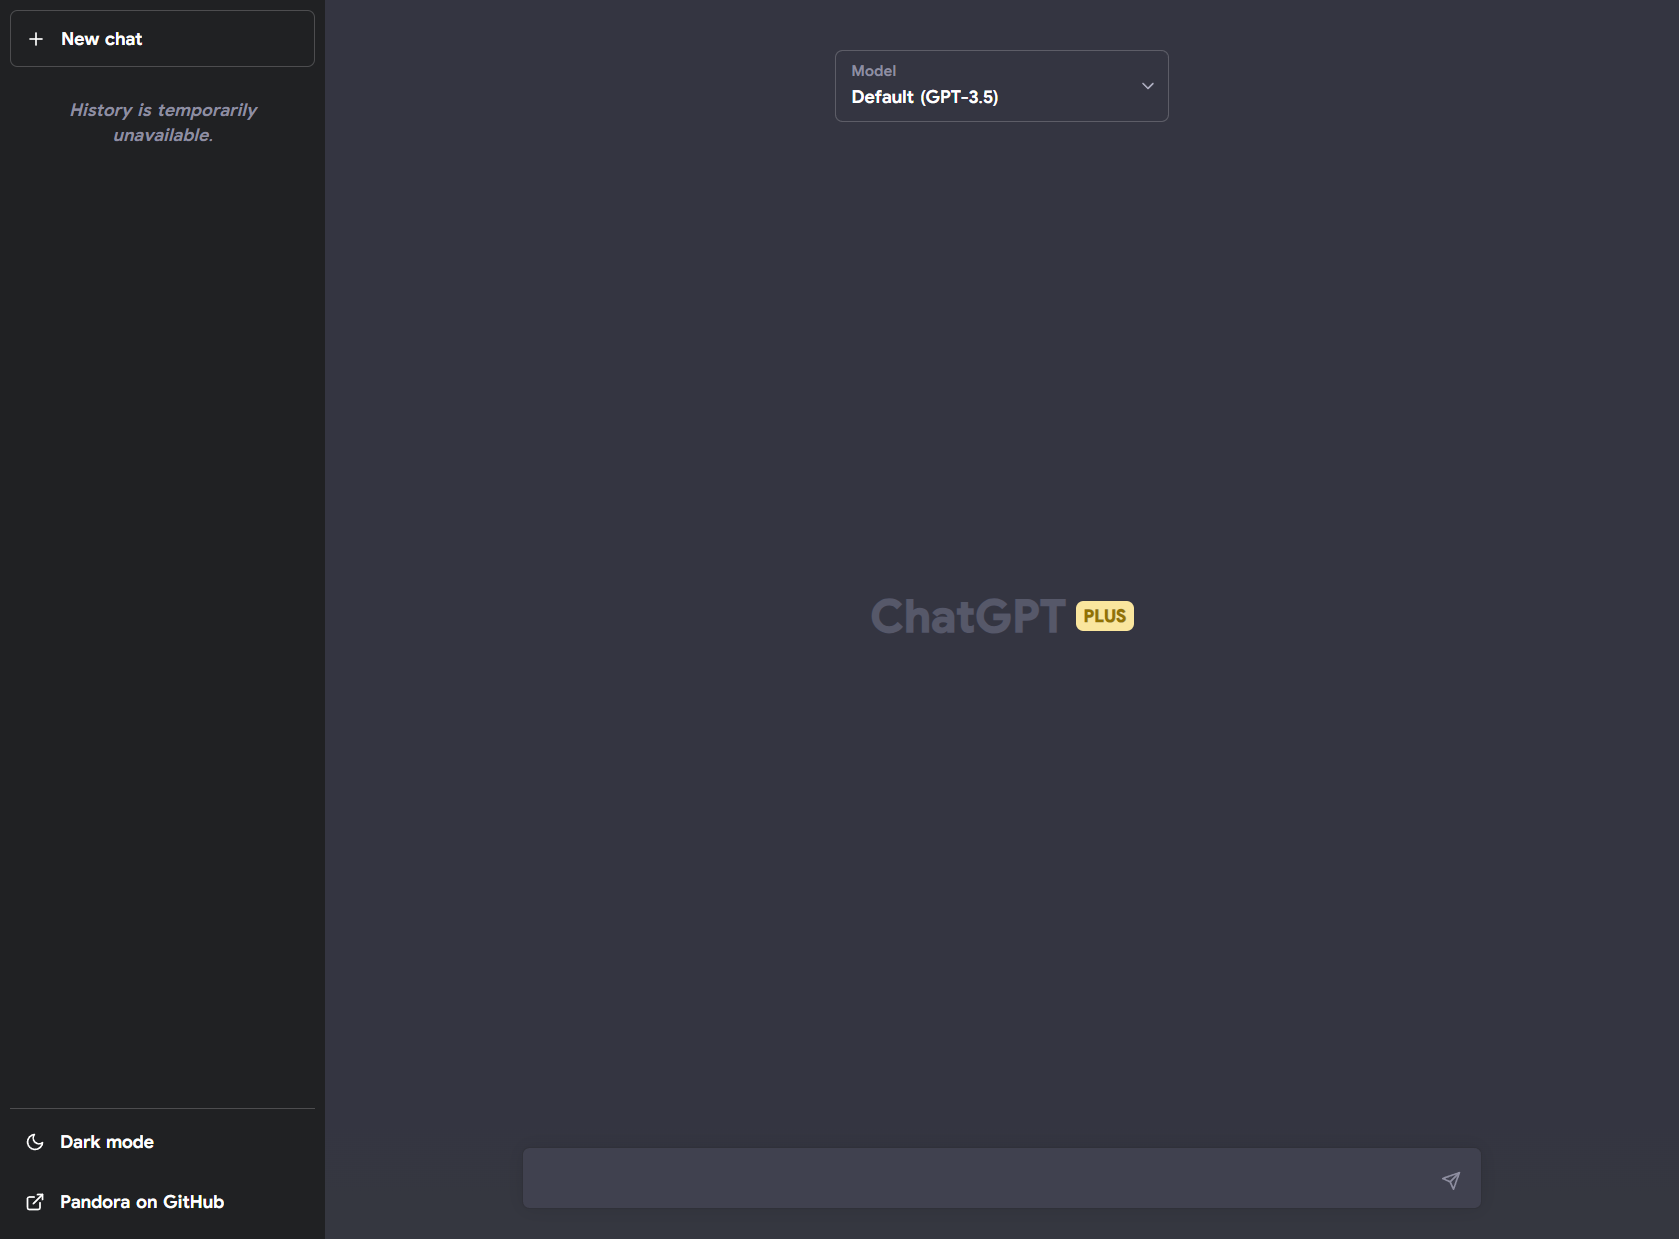 New chat
History is temporarily
unavailable.
Model
Default (GPT-3.5)
ChatGPT PLUS
Dark mode
Pandora on GitHub